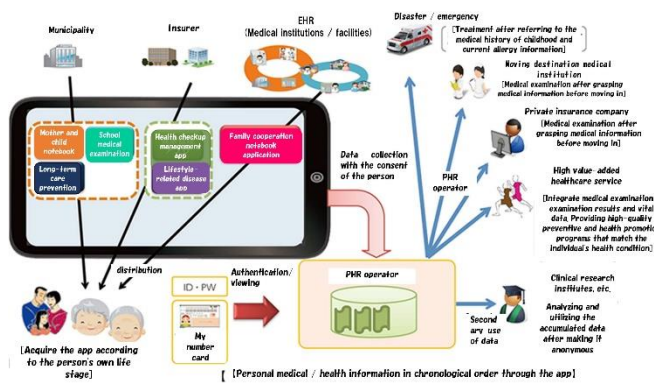 Municipality
Insurer
EHR
(Medical institutions / facilities)
Disaster / emergency
[Treatment after referring to the
medical history of childhood and
current allergy information]
Moving destination medical
institution
[Medical examination after grasping
medical information before moving in]
Private insurance company
[Medical examination after
grasping medical information
before moving in]
High value-added
healthcare service
[Integrate medical examination
examination results and vital
data, Providing high-quality
preventive and health promotic
programs that match the
individual's health condition]
Clinical research
institutes, etc.
Analyzing and
utilizing the
accumulated data
after making it
anonymous
Mother and
child
notebook
School
medical
examination
Long-term
care
prevention
Health checkup
management
app
Lifestyle-
related disease
app
Family cooperation
notebook
application
Data collection
with the consent
of the person
PHR
operator
distribution
[Acquire the app according
to the person's own life
stage]
ID・PW
My
number
card
Authentication/
viewing
PHR operator
Second
ary use
of data
[ 【Personal medical / health information in chronological order through the app】